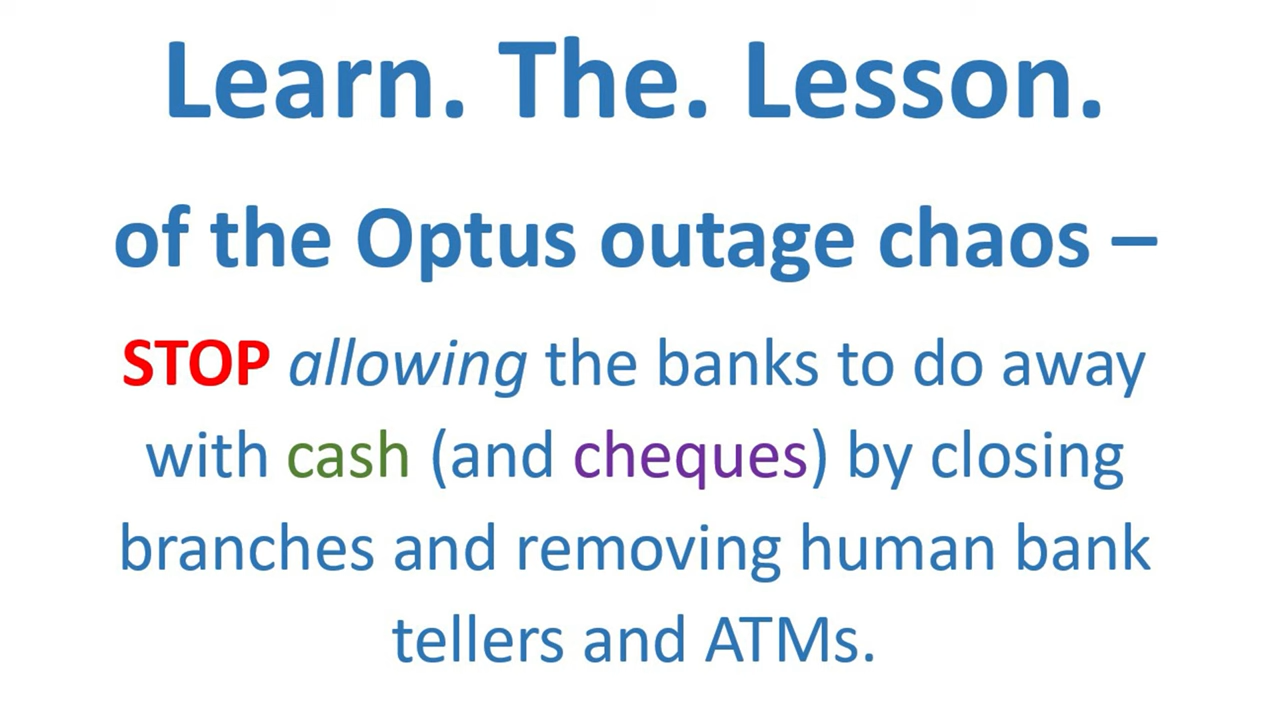 Learn. The. Lesson.
of the Optus outage chaos –
STOP allowing the banks to do away
with cash (and cheques) by closing
branches and removing human bank
tellers and ATMs.